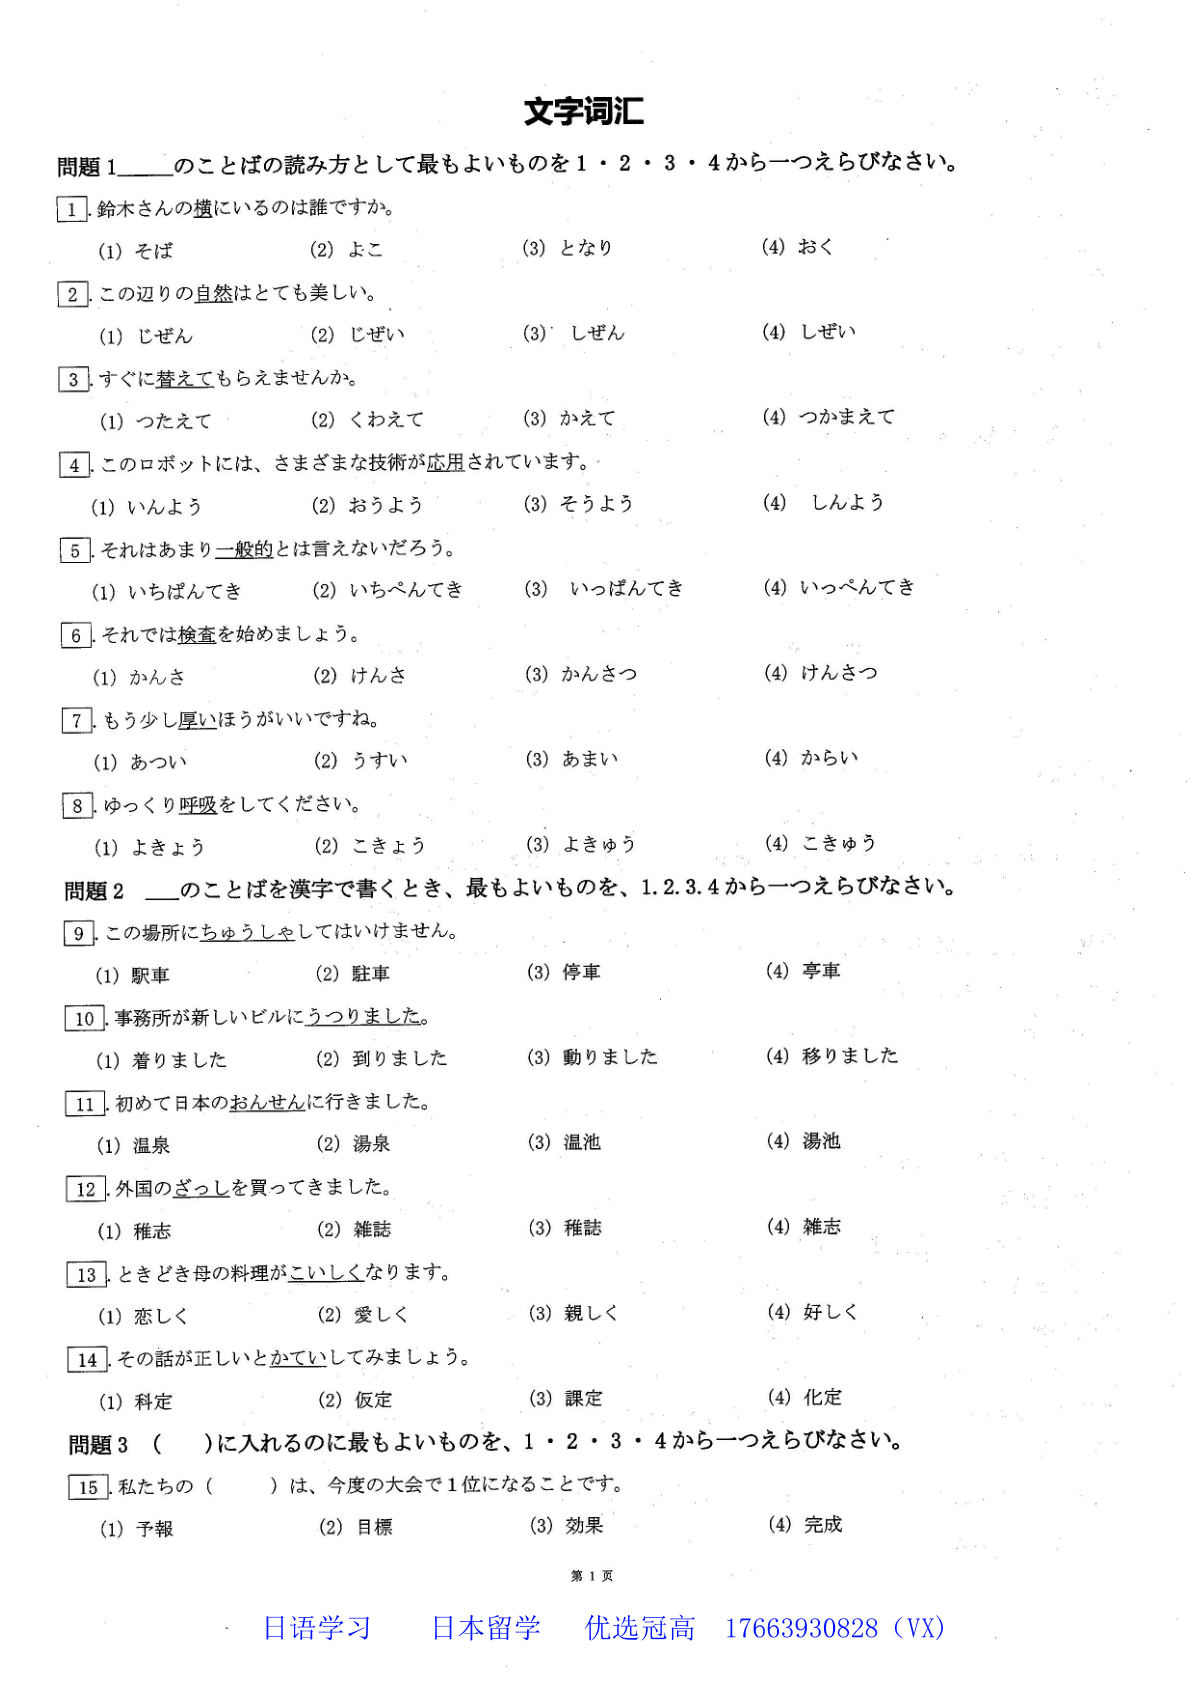 文字词汇
問題1____のことばの読み方として最もよいものを1・2・3・4から一つえらびなさい。
1.鈴木さんの横にいるのは誰ですか。
(1) そば (2) よこ (3) となり (4) おく
2.この辺りの自然はとても美しい。
(1) じぜん (2) じぜい (3) しぜん (4) しぜい
3.すぐに替えてもらえませんか。
(1) つたえて (2) くわえて (3) かえて (4) つかまえて
4.このロボットには、さまざまな技術が応用されています。
(1) いんよう (2) おうよう (3) そうよう (4) しんよう
5.それはあまり一般的とは言えないだろう。
(1) いちぱんてき (2) いちぺんてき (3) いっぱんてき (4) いっぺんてき
6.それでは検査を始めましょう。
(1) かんさ (2) けんさ (3) かんさつ (4) けんさつ
7.もう少し厚いほうがいいですね。
(1) あつい (2) うすい (3) あまい (4) からい
8.ゆっくり呼吸をしてください。
(1) よきょう (2) こきょう (3) よきゅう (4) こきゅう
問題2 ___のことばを漢字で書くとき、最もよいものを、1.2.3.4から一つえらびなさい。
9.この場所にちゅうしゃしてはいけません。
(1) 駅車 (2) 駐車 (3) 停車 (4) 亭車
10.事務所が新しいビルにうつりました。
(1) 着りました (2) 到りました (3) 動りました (4) 移りました
11.初めて日本のおんせんに行きました。
(1) 温泉 (2) 湯泉 (3) 温池 (4) 湯池
12.外国のざっしを買ってきました。
(1) 稚志 (2) 雑誌 (3) 稚誌 (4) 雑志
13.ときどき母の料理がこいしくなります。
(1) 恋しく (2) 愛しく (3) 親しく (4) 好しく
14.その話が正しいとかていしてみましょう。
(1) 科定 (2) 仮定 (3) 課定 (4) 化定
問題3 ( )に入れるのに最もよいものを、1・2・3・4から一つえらびなさい。
15.私たちの( )は、今度の大会で1位になることです。
(1) 予報 (2) 目標 (3) 効果 (4) 完成
第 1 页
日语学习 日本留学 优选冠高 17663930828（VX)